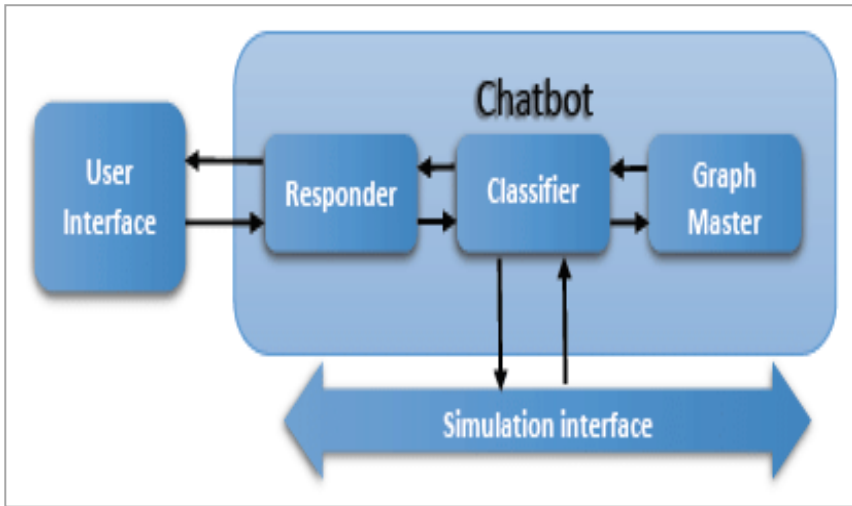 Chatbot
User
Interface
Responder
Classifier
Graph
Master
Simulation interface